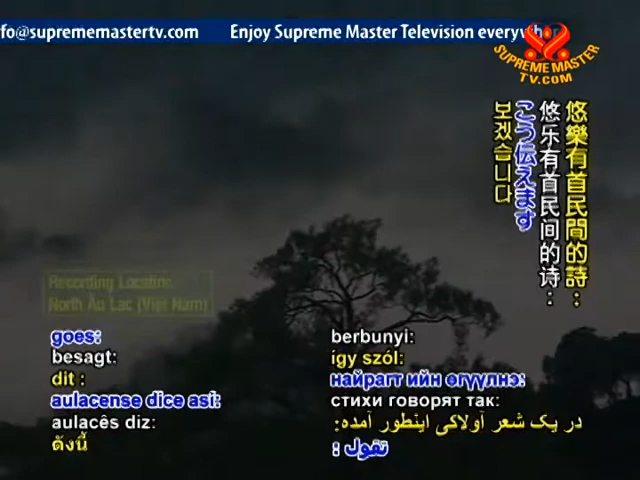 fo@suprememastertv.com Enjoy Supreme Master Television everywher
SUPREME MASTER
TV.COM
悠樂有首民間的詩：
悠乐有首民间的诗：
こう伝えます
보겠습니다
Recording Location:
North Âu Lạc (Việt Nam)
goes:
besagt:
dit :
aulacense dice así:
aulacês diz:
ดังนี้
berbunyi:
így szól:
найрагт ийн өгүүлнэ:
стихи говорят так:
در یک شعر آولاکی اینطور آمده:
تقول :